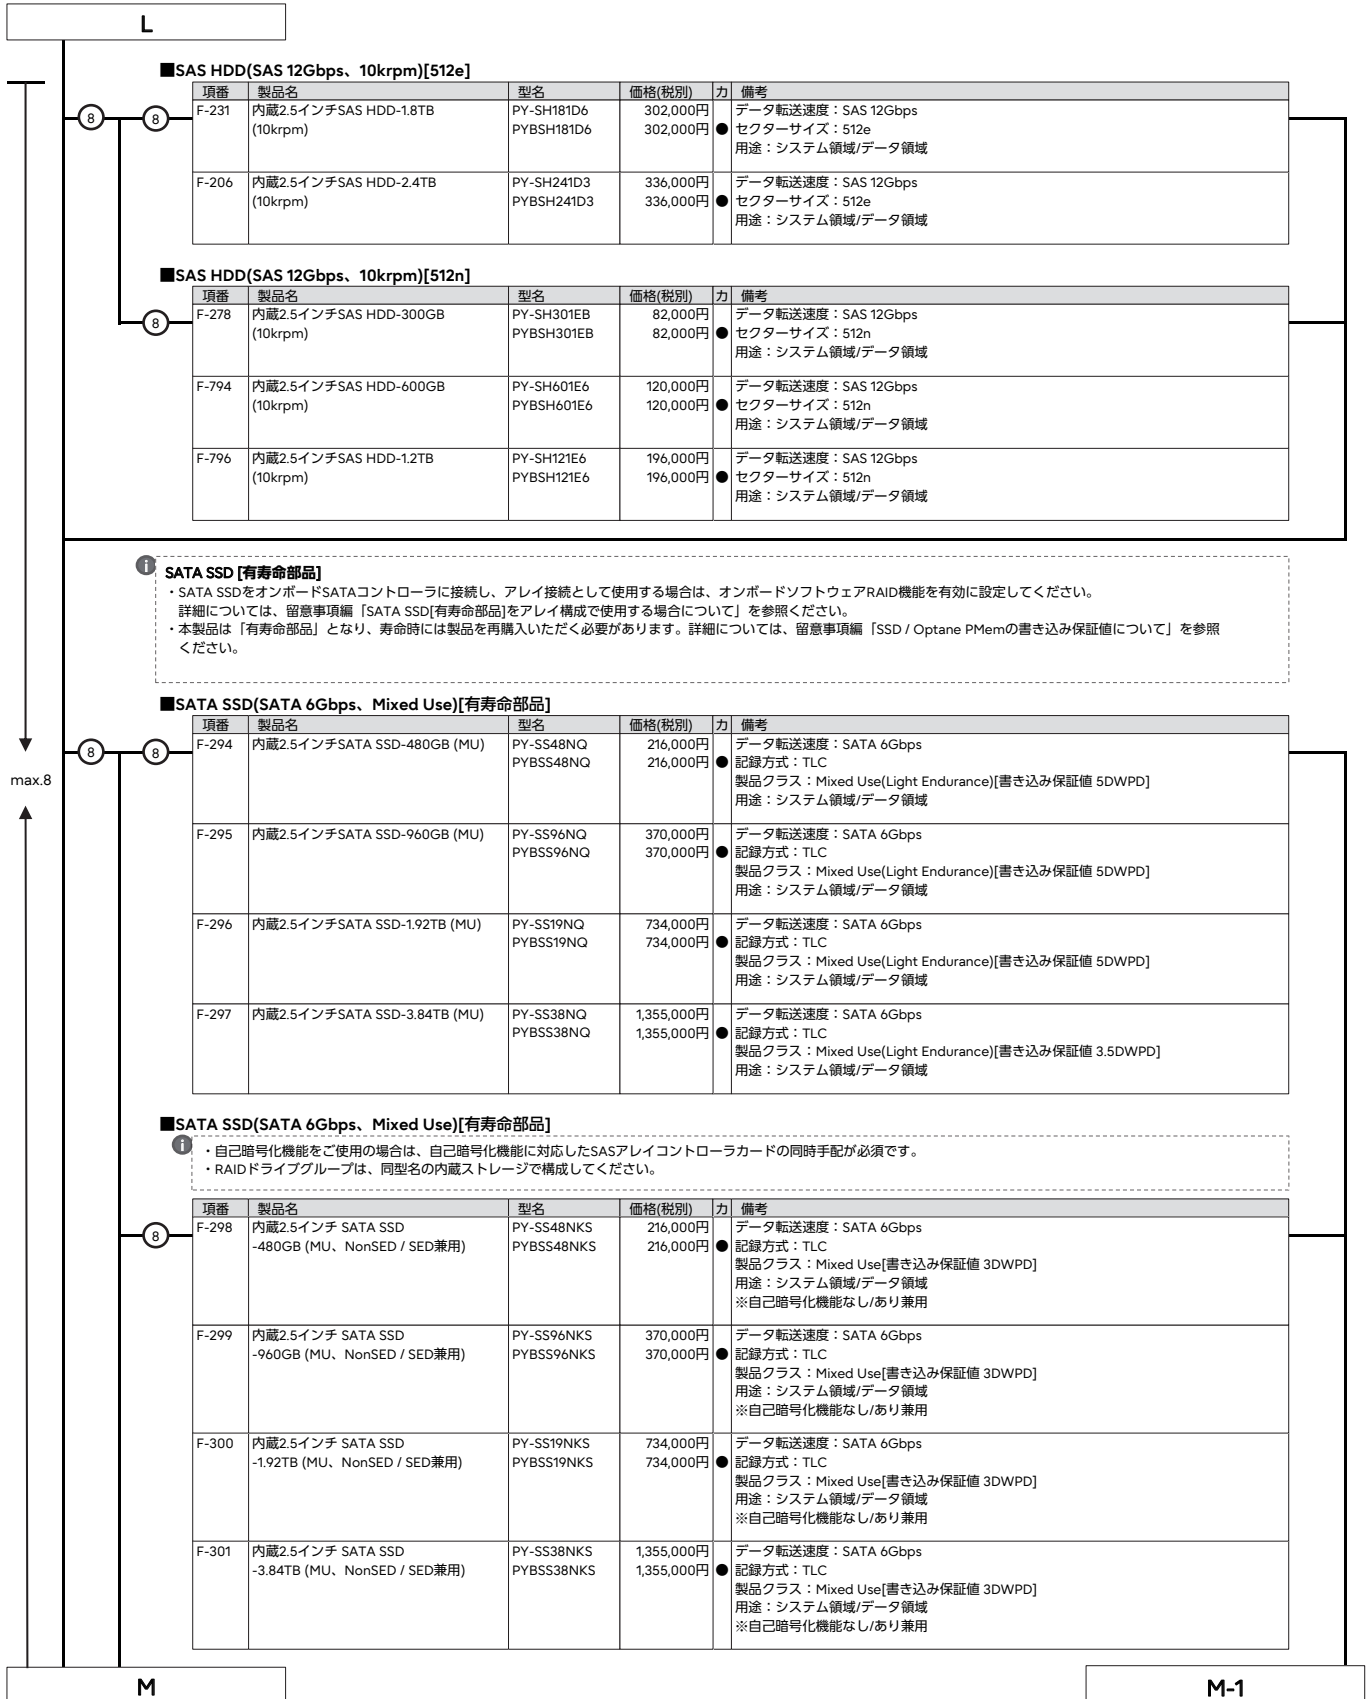 L
■SAS HDD(SAS 12Gbps、10krpm)[512e]
項番 製品名 型名 価格(税別) カ 備考
F-231 内蔵2.5インチSAS HDD-1.8TB PY-SH181D6 302,000円 データ転送速度：SAS 12Gbps
8 8 (10krpm) PYBSH181D6 302,000円 ● セクターサイズ：512e
用途：システム領域/データ領域
F-206 内蔵2.5インチSAS HDD-2.4TB PY-SH241D3 336,000円 データ転送速度：SAS 12Gbps
(10krpm) PYBSH241D3 336,000円 ● セクターサイズ：512e
用途：システム領域/データ領域
■SAS HDD(SAS 12Gbps、10krpm)[512n]
項番 製品名 型名 価格(税別) カ 備考
F-278 内蔵2.5インチSAS HDD-300GB PY-SH301EB 82,000円 データ転送速度：SAS 12Gbps
8 (10krpm) PYBSH301EB 82,000円 ● セクターサイズ：512n
用途：システム領域/データ領域
F-794 内蔵2.5インチSAS HDD-600GB PY-SH601E6 120,000円 データ転送速度：SAS 12Gbps
(10krpm) PYBSH601E6 120,000円 ● セクターサイズ：512n
用途：システム領域/データ領域
F-796 内蔵2.5インチSAS HDD-1.2TB PY-SH121E6 196,000円 データ転送速度：SAS 12Gbps
(10krpm) PYBSH121E6 196,000円 ● セクターサイズ：512n
用途：システム領域/データ領域
i SATA SSD [有寿命部品]
・SATA SSDをオンボードSATAコントローラに接続し、アレイ接続として使用する場合は、オンボードソフトウェアRAID機能を有効に設定してください。
詳細については、留意事項編「SATA SSD[有寿命部品]をアレイ構成で使用する場合について」を参照ください。
・本製品は「有寿命部品」となり、寿命時には製品を再購入いただく必要があります。詳細については、留意事項編「SSD / Optane PMemの書き込み保証値について」を参照
ください。
■SATA SSD(SATA 6Gbps、Mixed Use)[有寿命部品]
項番 製品名 型名 価格(税別) カ 備考
F-294 内蔵2.5インチSATA SSD-480GB (MU) PY-SS48NQ 216,000円 データ転送速度：SATA 6Gbps
8 8 PYBSS48NQ 216,000円 ● 記録方式：TLC
max.8 製品クラス：Mixed Use(Light Endurance)[書き込み保証値 5DWPD]
用途：システム領域/データ領域
F-295 内蔵2.5インチSATA SSD-960GB (MU) PY-SS96NQ 370,000円 データ転送速度：SATA 6Gbps
PYBSS96NQ 370,000円 ● 記録方式：TLC
製品クラス：Mixed Use(Light Endurance)[書き込み保証値 5DWPD]
用途：システム領域/データ領域
F-296 内蔵2.5インチSATA SSD-1.92TB (MU) PY-SS19NQ 734,000円 データ転送速度：SATA 6Gbps
PYBSS19NQ 734,000円 ● 記録方式：TLC
製品クラス：Mixed Use(Light Endurance)[書き込み保証値 5DWPD]
用途：システム領域/データ領域
F-297 内蔵2.5インチSATA SSD-3.84TB (MU) PY-SS38NQ 1,355,000円 データ転送速度：SATA 6Gbps
PYBSS38NQ 1,355,000円 ● 記録方式：TLC
製品クラス：Mixed Use(Light Endurance)[書き込み保証値 3.5DWPD]
用途：システム領域/データ領域
■SATA SSD(SATA 6Gbps、Mixed Use)[有寿命部品]
i ・自己暗号化機能をご使用の場合は、自己暗号化機能に対応したSASアレイコントローラカードの同時手配が必須です。
・RAIDドライブグループは、同型名の内蔵ストレージで構成してください。
項番 製品名 型名 価格(税別) カ 備考
F-298 内蔵2.5インチ SATA SSD PY-SS48NKS 216,000円 データ転送速度：SATA 6Gbps
8 -480GB (MU、NonSED / SED兼用) PYBSS48NKS 216,000円 ● 記録方式：TLC
製品クラス：Mixed Use[書き込み保証値 3DWPD]
用途：システム領域/データ領域
※自己暗号化機能なし/あり兼用
F-299 内蔵2.5インチ SATA SSD PY-SS96NKS 370,000円 データ転送速度：SATA 6Gbps
-960GB (MU、NonSED / SED兼用) PYBSS96NKS 370,000円 ● 記録方式：TLC
製品クラス：Mixed Use[書き込み保証値 3DWPD]
用途：システム領域/データ領域
※自己暗号化機能なし/あり兼用
F-300 内蔵2.5インチ SATA SSD PY-SS19NKS 734,000円 データ転送速度：SATA 6Gbps
-1.92TB (MU、NonSED / SED兼用) PYBSS19NKS 734,000円 ● 記録方式：TLC
製品クラス：Mixed Use[書き込み保証値 3DWPD]
用途：システム領域/データ領域
※自己暗号化機能なし/あり兼用
F-301 内蔵2.5インチ SATA SSD PY-SS38NKS 1,355,000円 データ転送速度：SATA 6Gbps
-3.84TB (MU、NonSED / SED兼用) PYBSS38NKS 1,355,000円 ● 記録方式：TLC
製品クラス：Mixed Use[書き込み保証値 3DWPD]
用途：システム領域/データ領域
※自己暗号化機能なし/あり兼用
M M-1